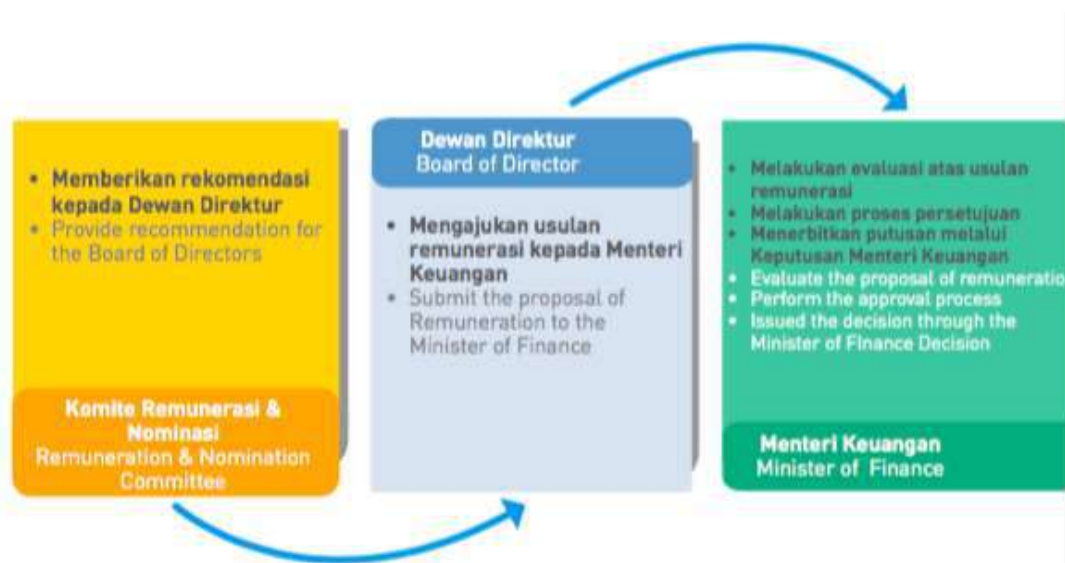 • Memberikan rekomendasi
kepada Dewan Direktur
• Provide recommendation for
the Board of Directors
Komite Remunerasi &
Nominasi
Remuneration & Nomination
Committee
Dewan Direktur
Board of Director
• Mengajukan usulan
remunerasi kepada Menteri
Keuangan
• Submit the proposal of
Remuneration to the
Minister of Finance
• Melakukan evaluasi atas usulan
remunerasi
• Melakukan proses persetujuan
• Menerbitkan putusan melalui
Keputusan Menteri Keuangan
• Evaluate the proposal of remuneratio
• Perform the approval process
• Issued the decision through the
Minister of FInance Decision
Menteri Keuangan
Minister of Finance